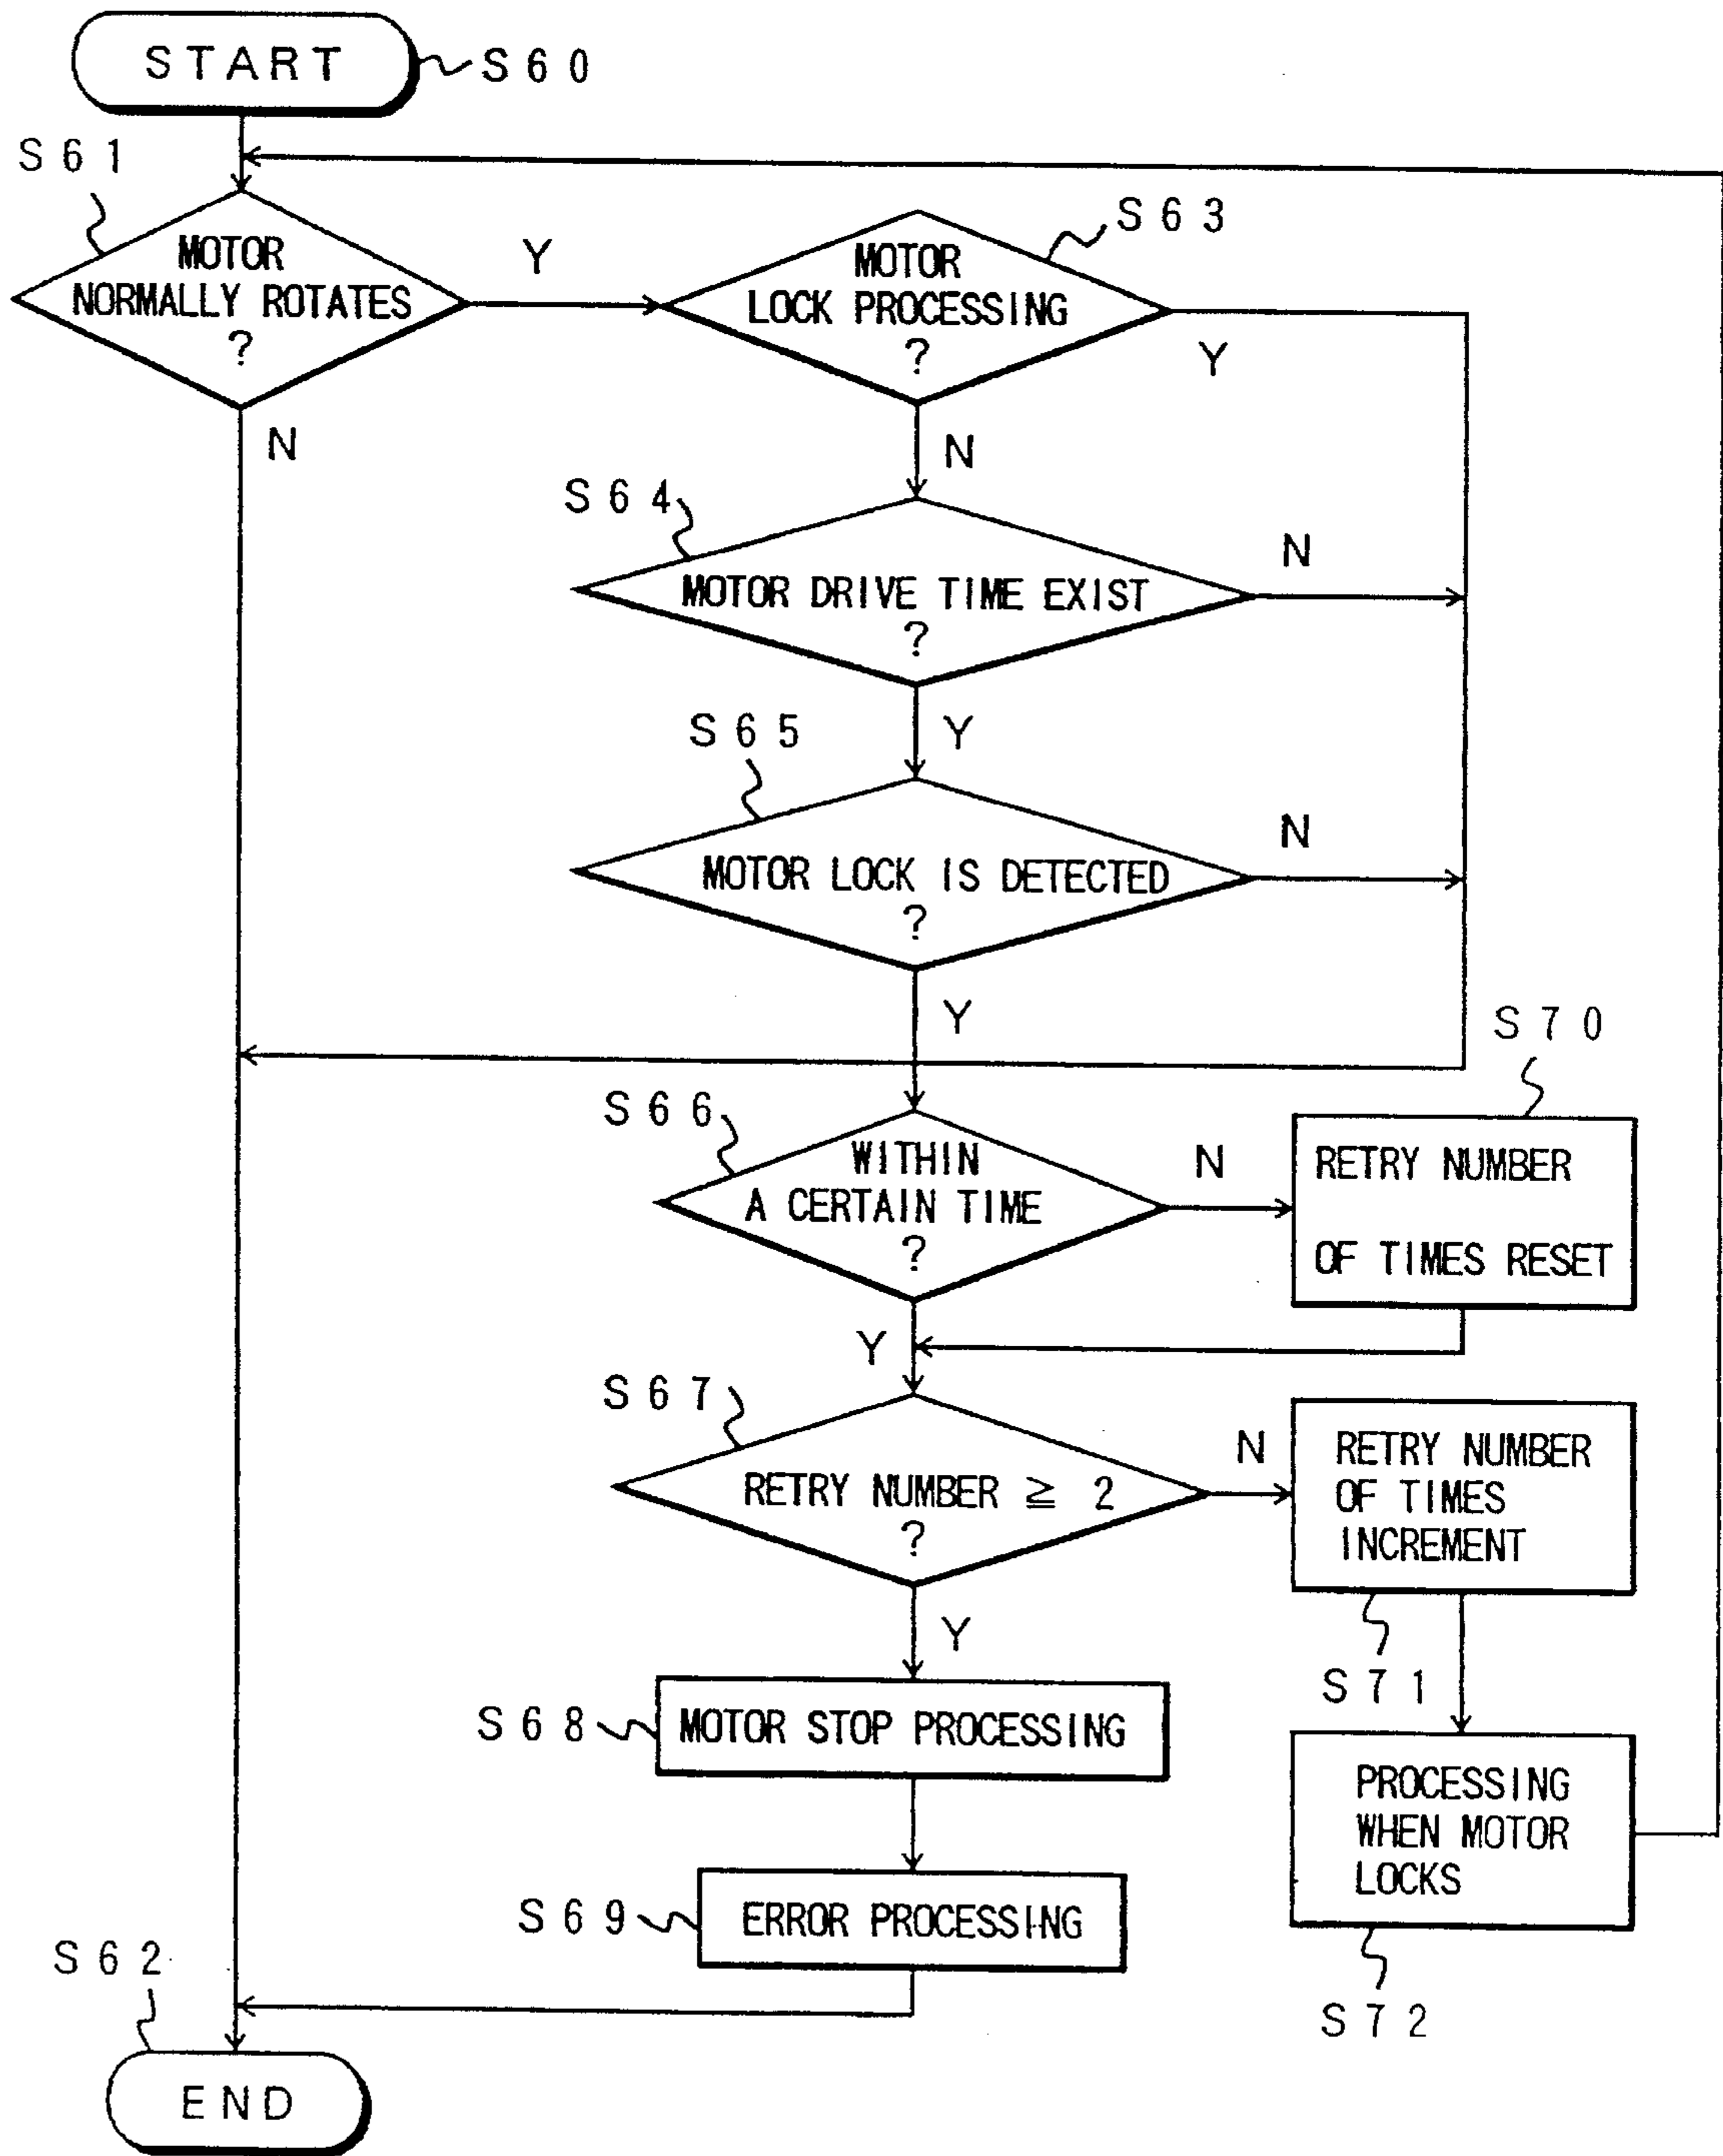 START
S60
S61
MOTOR
NORMALLY ROTATES
?
Y
N
S63
MOTOR
LOCK PROCESSING
?
Y
N
S64
MOTOR DRIVE TIME EXIST
?
N
Y
S65
MOTOR LOCK IS DETECTED
?
N
Y
S66
WITHIN
A CERTAIN TIME
?
N
Y
S70
RETRY NUMBER
OF TIMES RESET
S67
RETRY NUMBER ≧ 2
?
N
Y
RETRY NUMBER
OF TIMES
INCREMENT
S71
S68
MOTOR STOP PROCESSING
PROCESSING
WHEN MOTOR
LOCKS
S72
S69
ERROR PROCESSING
S62
END